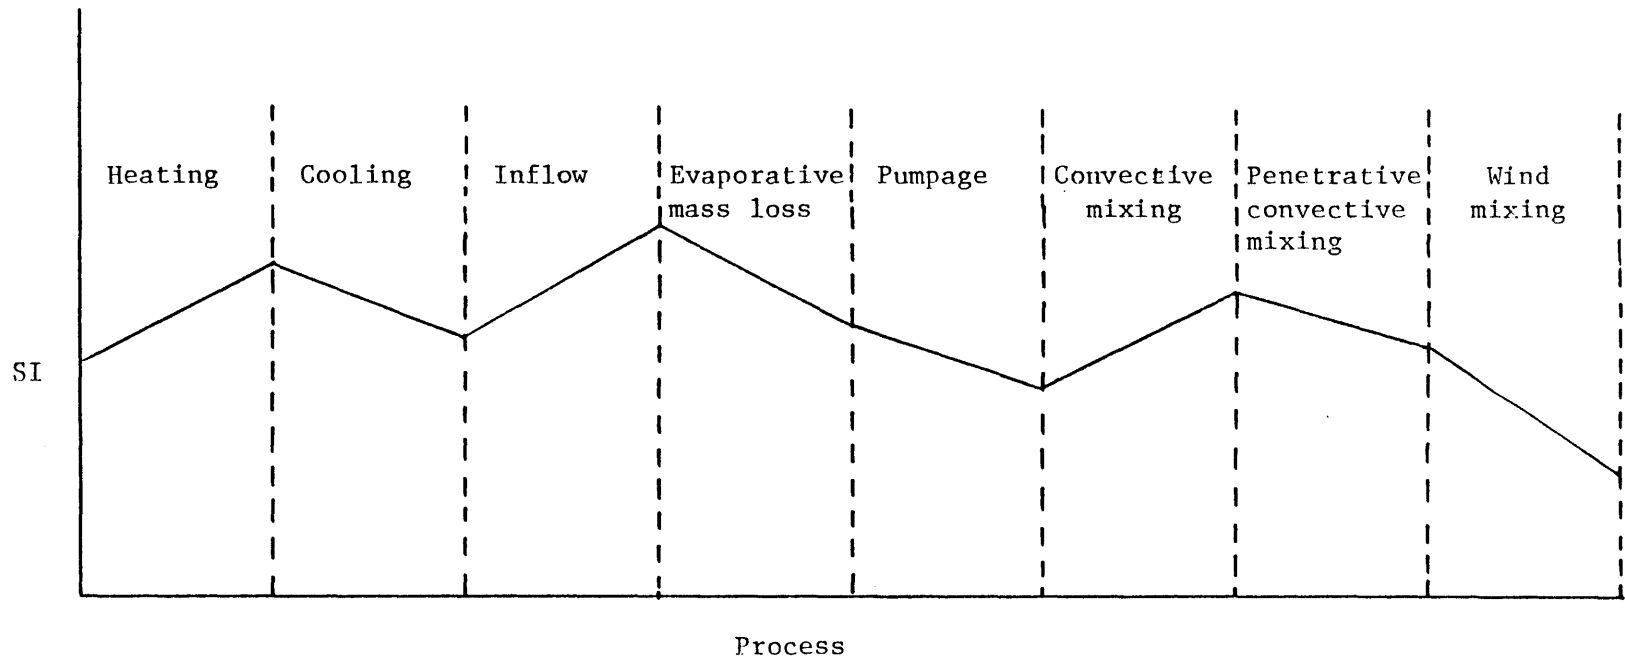 Heating
Cooling
Inflow
Evaporative
mass loss
Pumpage
Convective
mixing
Penetrative
convective
mixing
Wind
mixing
SI
Process